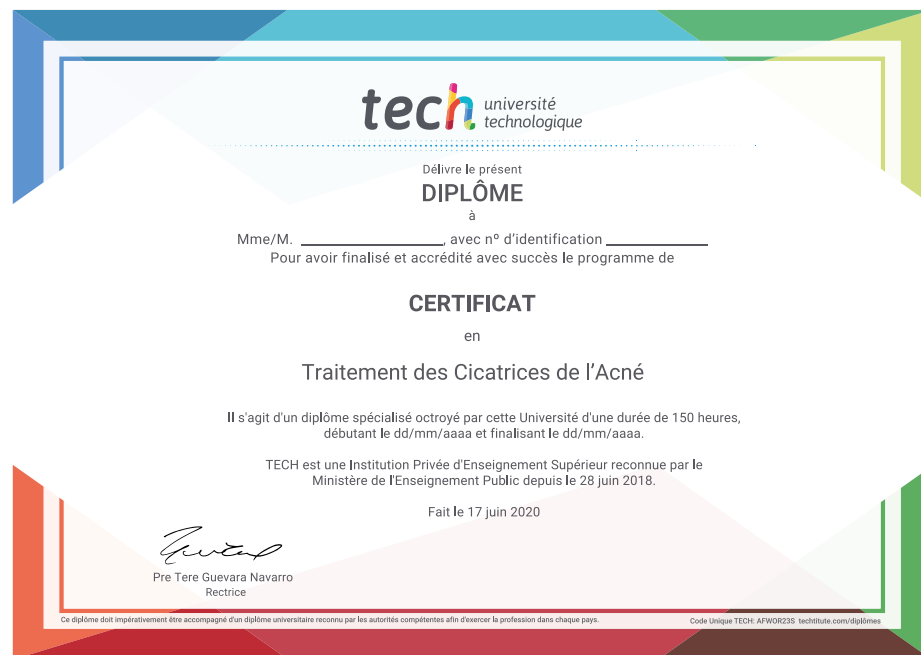 tech université
technologique
Délivre le présent
DIPLÔME
à
Mme/M. ____________________, avec nº d'identification ______________
Pour avoir finalisé et accrédité avec succès le programme de
CERTIFICAT
en
Traitement des Cicatrices de l'Acné
Il s'agit d'un diplôme spécialisé octroyé par cette Université d'une durée de 150 heures,
débutant le dd/mm/aaaa et finalisant le dd/mm/aaaa.
TECH est une Institution Privée d'Enseignement Supérieur reconnue par le
Ministère de l'Enseignement Public depuis le 28 juin 2018.
Fait le 17 juin 2020
Pre Tere Guevara Navarro
Rectrice
Ce diplôme doit impérativement être accompagné d'un diplôme universitaire reconnu par les autorités compétentes afin d'exercer la profession dans chaque pays.
Code Unique TECH: AFWOR23S techtitute.com/diplômes